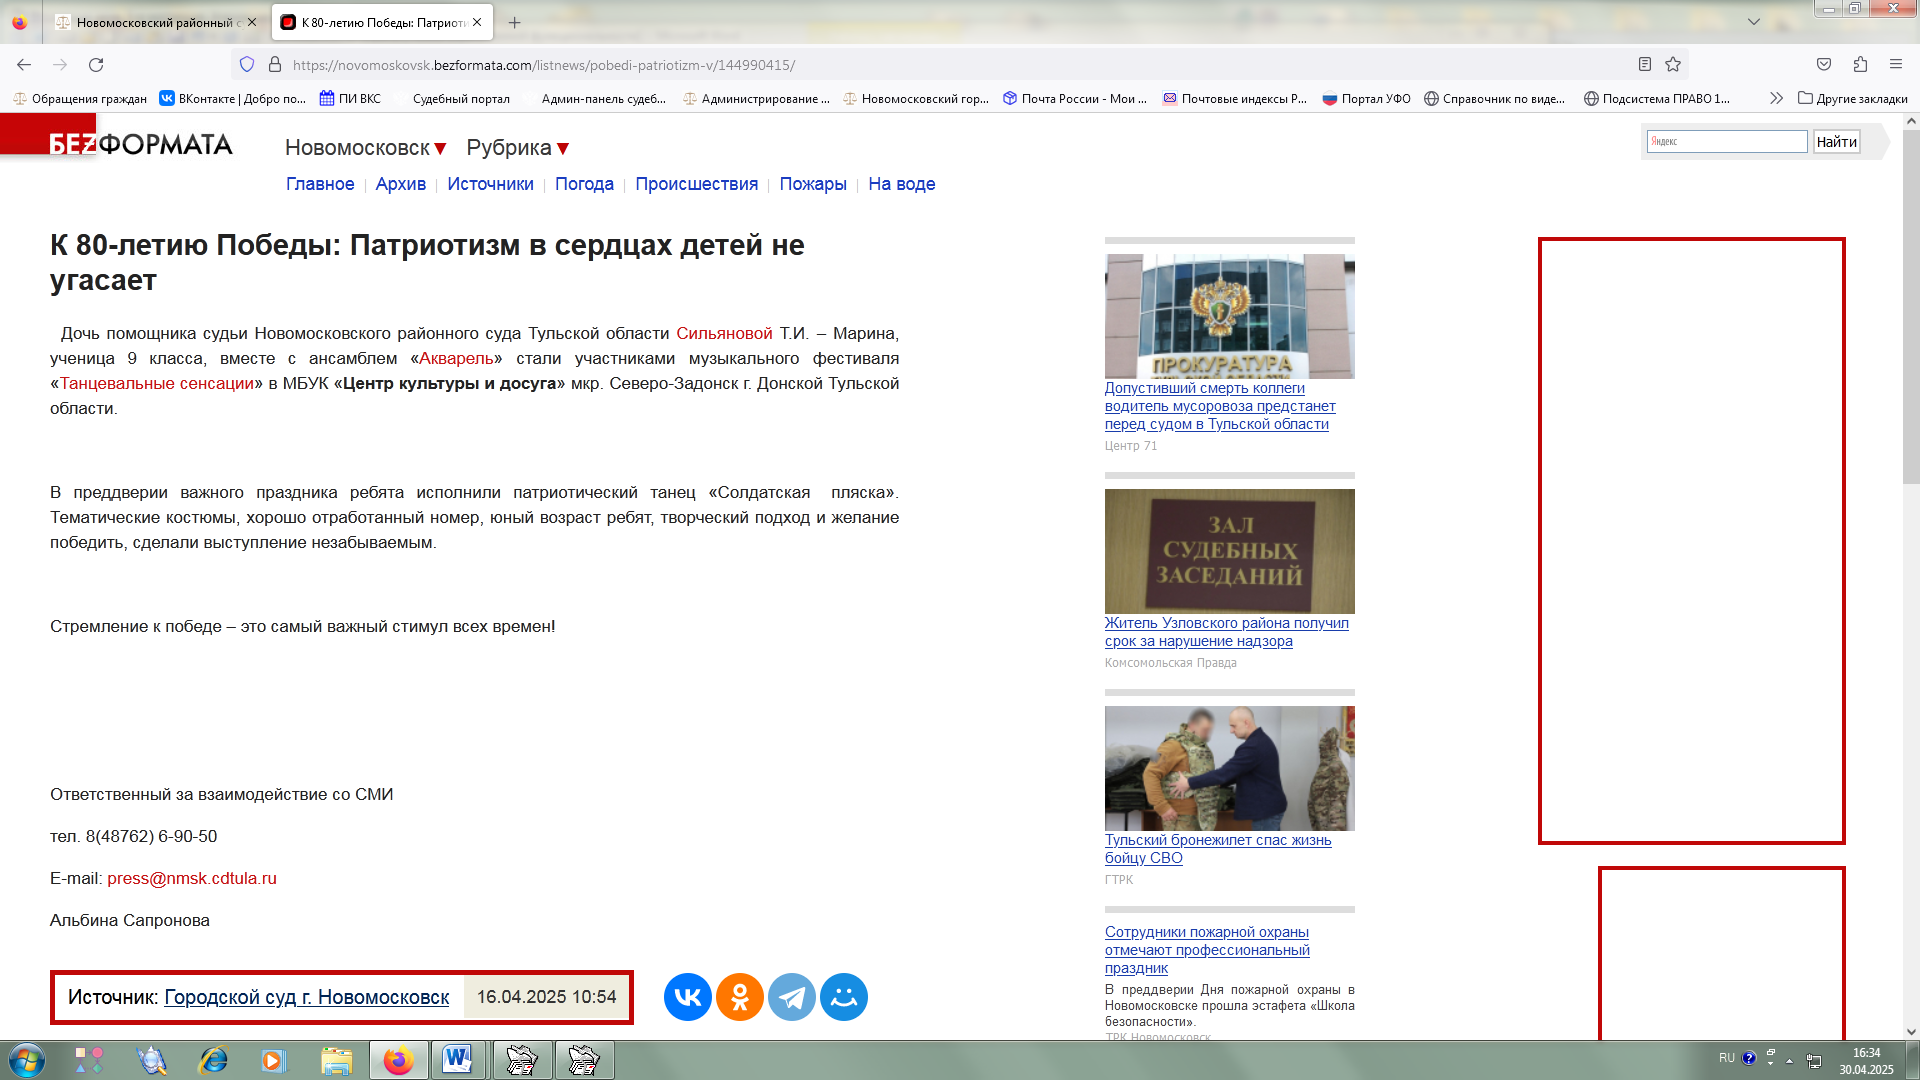 Новомосковский районный с
К 80-летию Победы: Патриоти
https://novomoskovsk.bezformata.com/listnews/pobedi-patriotizm-v/144990415/
Обращения граждан
ВКонтакте | Добро по...
ПИ ВКС
Судебный портал
Админ-панель судеб...
Администрирование ...
Новомосковский гор...
Почта России - Мои ...
Почтовые индексы Р...
Портал УФО
Справочник по виде...
Подсистема ПРАВО 1...
Другие закладки
БЕЗФОРМАТА
Новомосковск▼ Рубрика▼
Яндекс
Найти
Главное | Архив | Источники | Погода | Происшествия | Пожары | На воде
К 80-летию Победы: Патриотизм в сердцах детей не
угасает
Дочь помощника судьи Новомосковского районного суда Тульской области Сильяновой Т.И. – Марина,
ученица 9 класса, вместе с ансамблем «Акварель» стали участниками музыкального фестиваля
«Танцевальные сенсации» в МБУК «Центр культуры и досуга» мкр. Северо-Задонск г. Донской Тульской
области.
В преддверии важного праздника ребята исполнили патриотический танец «Солдатская пляска».
Тематические костюмы, хорошо отработанный номер, юный возраст ребят, творческий подход и желание
победить, сделали выступление незабываемым.
Стремление к победе – это самый важный стимул всех времен!
Ответственный за взаимодействие со СМИ
тел. 8(48762) 6-90-50
E-mail: press@nmsk.cdtula.ru
Альбина Сапронова
Источник: Городской суд г. Новомосковск
16.04.2025 10:54
ПРОКУРАТУРА
Допустивший смерть коллеги
водитель мусоровоза предстанет
перед судом в Тульской области
Центр 71
ЗАЛ
СУДЕБНЫХ
ЗАСЕДАНИЙ
Житель Узловского района получил
срок за нарушение надзора
Комсомольская Правда
Тульский бронежилет спас жизнь
бойцу СВО
ГТРК
Сотрудники пожарной охраны
отмечают профессиональный
праздник
В преддверии Дня пожарной охраны в
Новомосковске прошла эстафета «Школа
безопасности».
ТРК Новомосковск
RU
16:34
30.04.2025